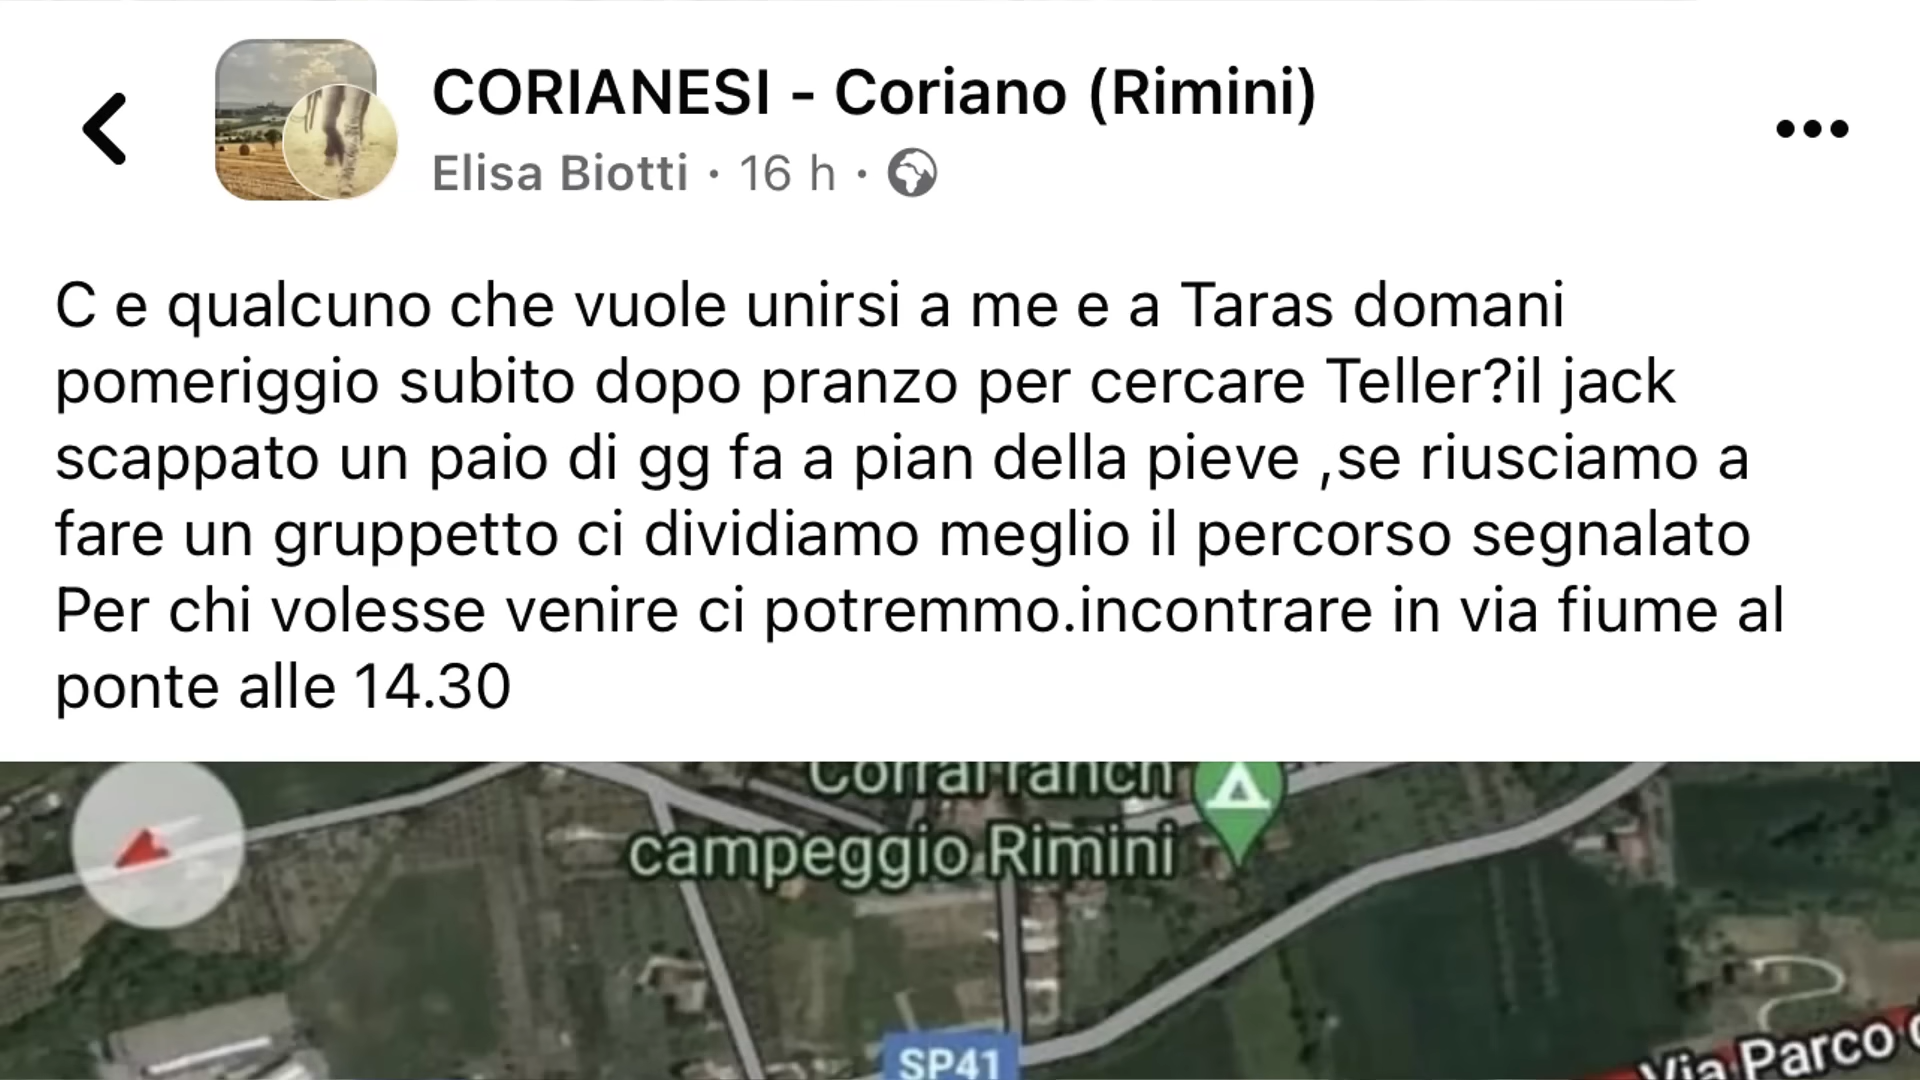 CORIANESI - Coriano (Rimini)
Elisa Biotti · 16 h ·
C e qualcuno che vuole unirsi a me e a Taras domani
pomeriggio subito dopo pranzo per cercare Teller?il jack
scappato un paio di gg fa a pian della pieve ,se riusciamo a
fare un gruppetto ci dividiamo meglio il percorso segnalato
Per chi volesse venire ci potremmo.incontrare in via fiume al
ponte alle 14.30
Corral ranch
campeggio Rimini
SP41
Via Parco